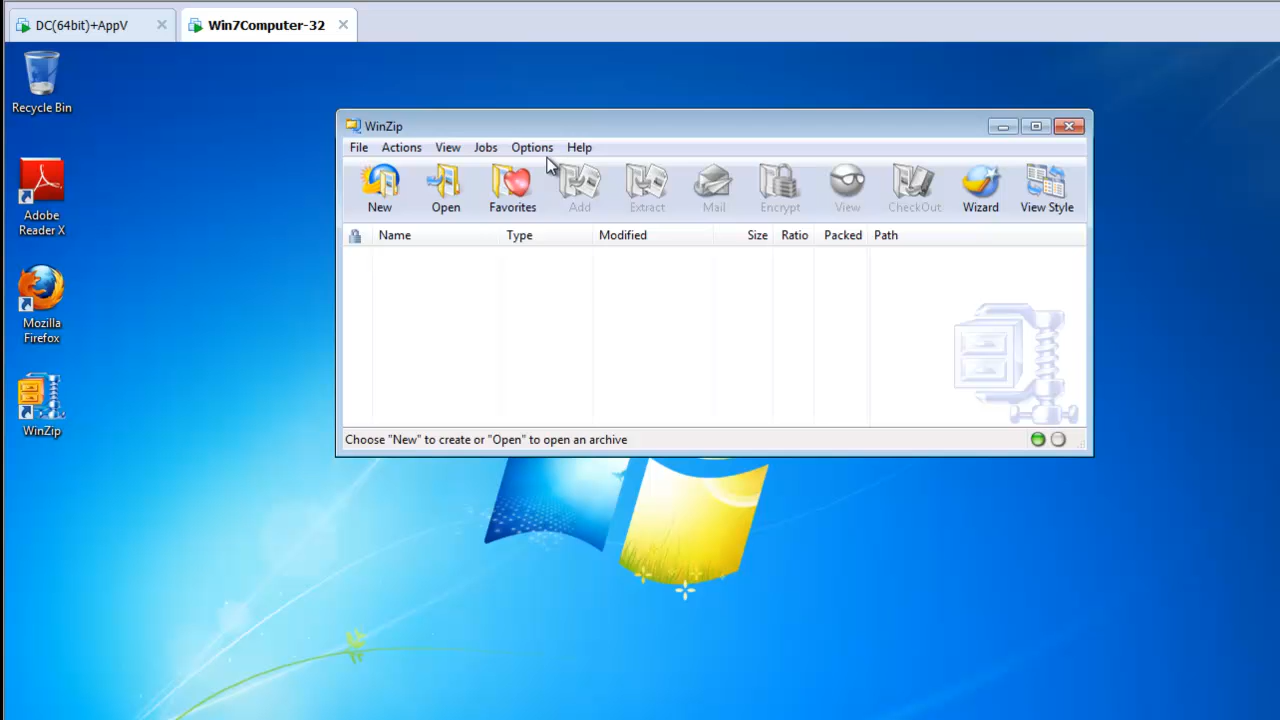 DC(64bit)+AppV
Win7Computer-32
Recycle Bin
Adobe
Reader X
Mozilla
Firefox
WinZip
WinZip
File Actions View Jobs Options Help
New Open Favorites Add Extract Mail Encrypt View CheckOut Wizard View Style
Name Type Modified Size Ratio Packed Path
Choose "New" to create or "Open" to open an archive